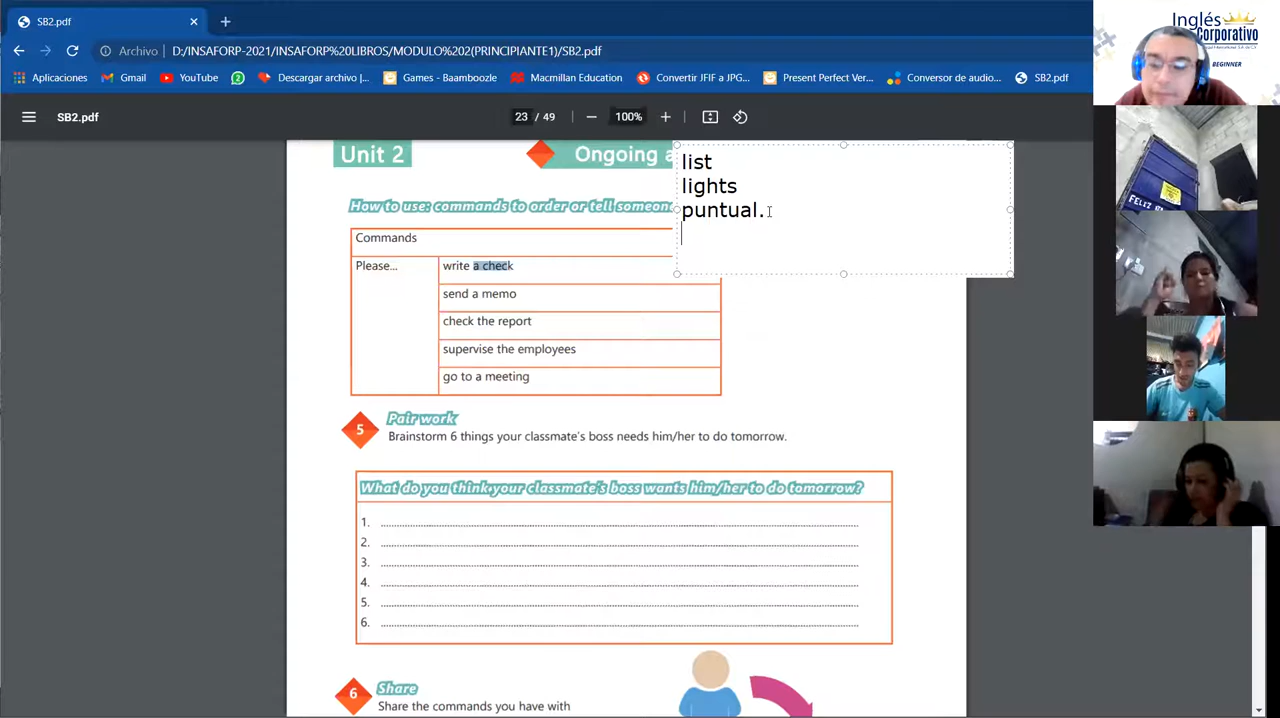 SB2.pdf
Archivo
D:/INSAFORP-2021/INSAFORP%20LIBROS/MODULO%202(PRINCIPIANTE1)/SB2.pdf
Aplicaciones
Gmail
YouTube
Descargar archivo |...
Games - Baamboozle
Macmillan Education
Convertir JFIF a JPG...
Present Perfect Ver...
Conversor de audio...
SB2.pdf
SB2.pdf
23 / 49
100%
Unit 2
Ongoing a
list
lights
puntual.
How to use: commands to order or tell someone
Commands
Please...
write a check
send a memo
check the report
supervise the employees
go to a meeting
5
Pair work
Brainstorm 6 things your classmate's boss needs him/her to do tomorrow.
What do you think your classmate's boss wants him/her to do tomorrow?
1.
2.
3.
4.
5.
6.
6
Share
Share the commands you have with
Inglés
Corporativo
BEGINNER